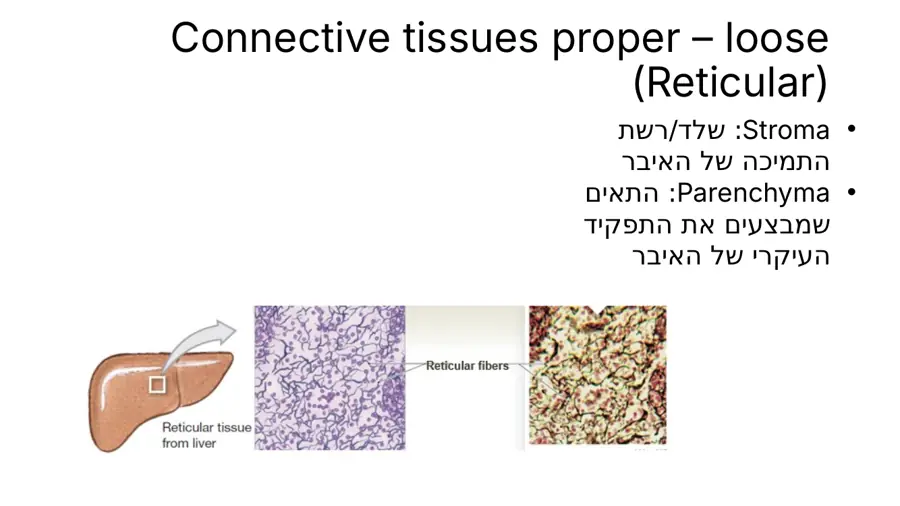 Connective tissues proper – loose
(Reticular)
• Stroma: שלד/רשת
התמיכה של האיבר
• Parenchyma: התאים
שמבצעים את התפקיד
העיקרי של האיבר
Reticular fibers
Reticular tissue
from liver